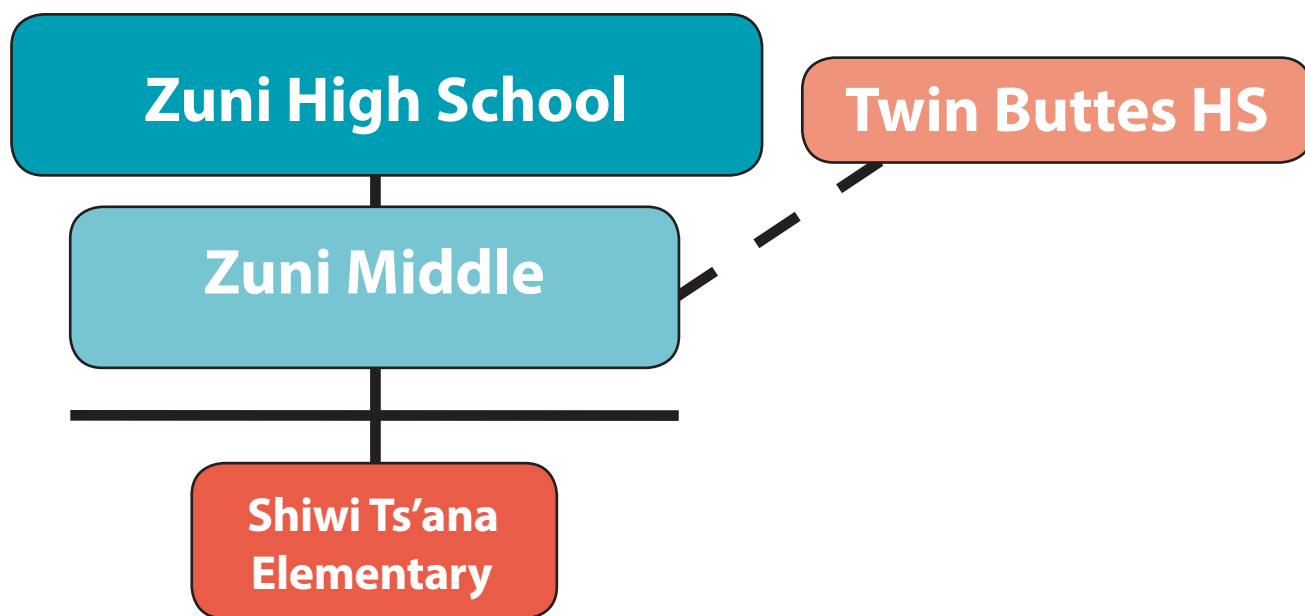 Zuni High School
Twin Buttes HS
Zuni Middle
Shiwi Ts’ana
Elementary